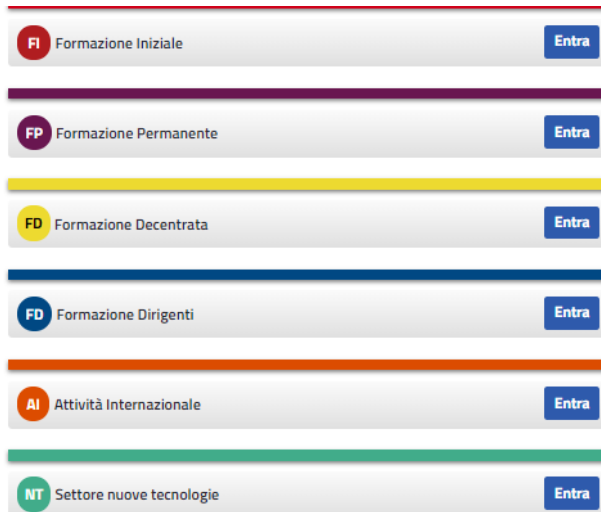 FI Formazione Iniziale Entra
FP Formazione Permanente Entra
FD Formazione Decentrata Entra
FD Formazione Dirigenti Entra
AI Attività Internazionale Entra
NT Settore nuove tecnologie Entra